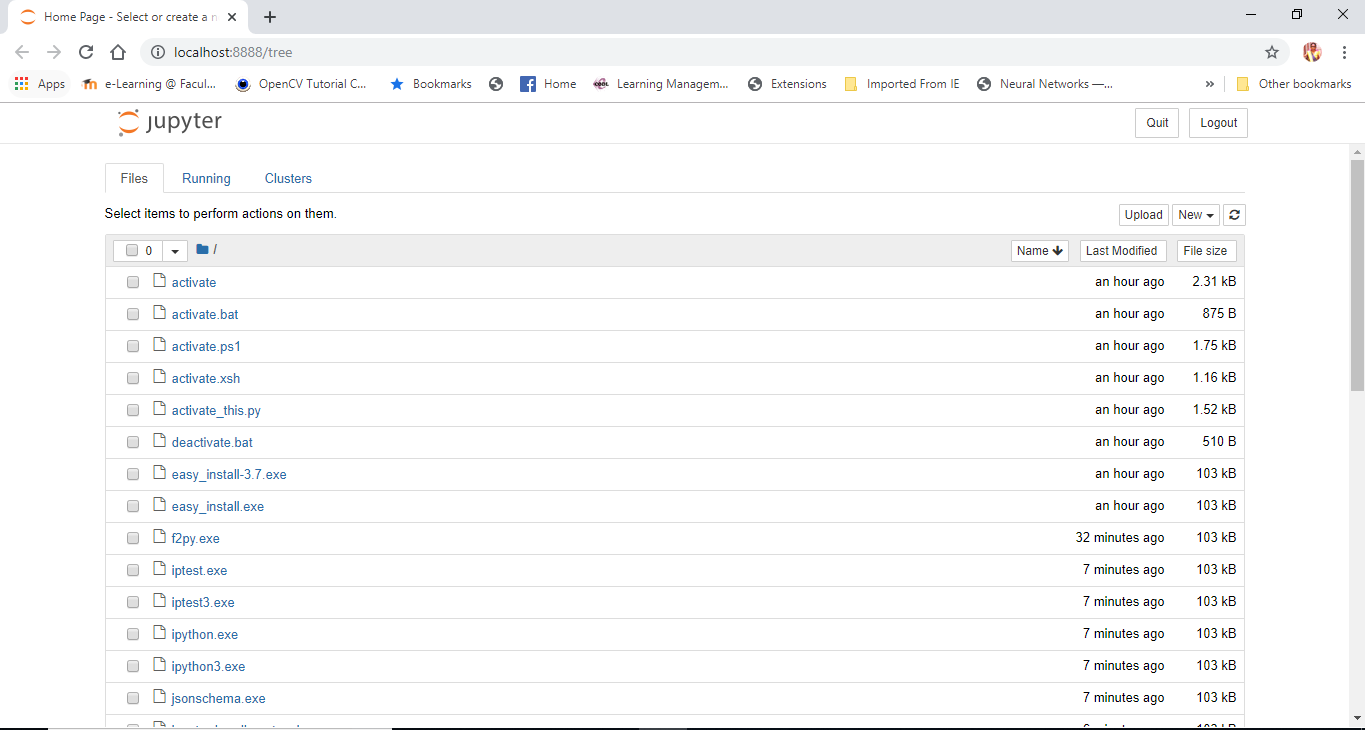 Home Page - Select or create a n
localhost:8888/tree
Apps e-Learning @ Facul... OpenCV Tutorial C... Bookmarks Home Learning Managem... Extensions Imported From IE Neural Networks —... » Other bookmarks
jupyter Quit Logout
Files Running Clusters
Select items to perform actions on them. Upload New
0 / Name Last Modified File size
activate an hour ago 2.31 kB
activate.bat an hour ago 875 B
activate.ps1 an hour ago 1.75 kB
activate.xsh an hour ago 1.16 kB
activate_this.py an hour ago 1.52 kB
deactivate.bat an hour ago 510 B
easy_install-3.7.exe an hour ago 103 kB
easy_install.exe an hour ago 103 kB
f2py.exe 32 minutes ago 103 kB
iptest.exe 7 minutes ago 103 kB
iptest3.exe 7 minutes ago 103 kB
ipython.exe 7 minutes ago 103 kB
ipython3.exe 7 minutes ago 103 kB
jsonschema.exe 7 minutes ago 103 kB